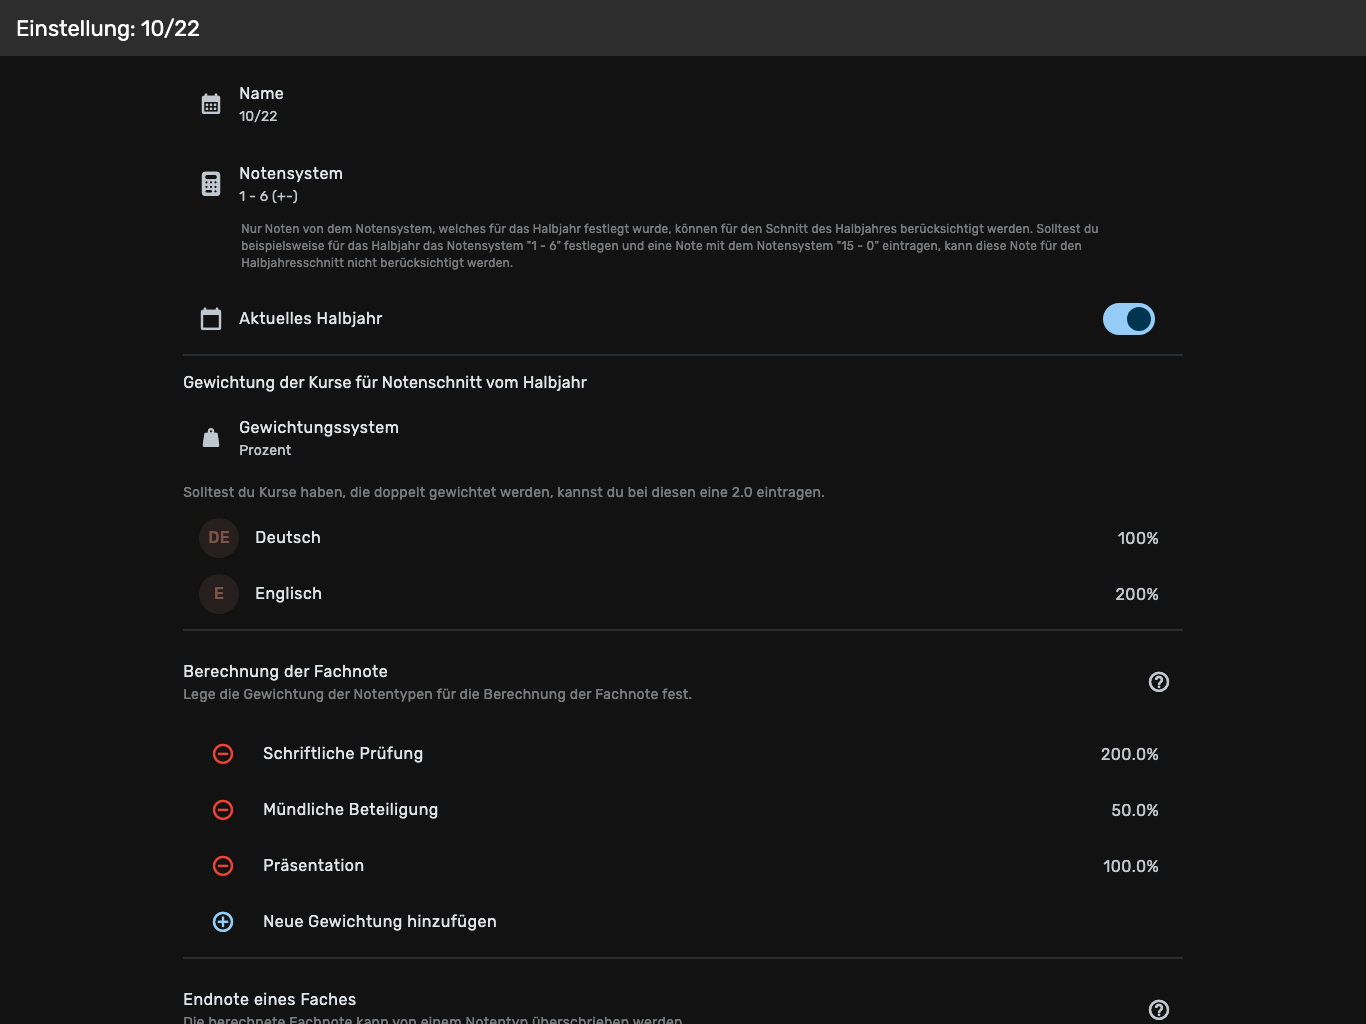 Einstellung: 10/22
Name
10/22
Notensystem
1 - 6 (+-)
Nur Noten von dem Notensystem, welches für das Halbjahr festlegt wurde, können für den Schnitt des Halbjahres berücksichtigt werden. Solltest du
beispielsweise für das Halbjahr das Notensystem "1 - 6" festlegen und eine Note mit dem Notensystem "15 - 0" eintragen, kann diese Note für den
Halbjahresschnitt nicht berücksichtigt werden.
Aktuelles Halbjahr
Gewichtung der Kurse für Notenschnitt vom Halbjahr
Gewichtungssystem
Prozent
Solltest du Kurse haben, die doppelt gewichtet werden, kannst du bei diesen eine 2.0 eintragen.
DE Deutsch 100%
E Englisch 200%
Berechnung der Fachnote
Lege die Gewichtung der Notentypen für die Berechnung der Fachnote fest.
Schriftliche Prüfung 200.0%
Mündliche Beteiligung 50.0%
Präsentation 100.0%
Neue Gewichtung hinzufügen
Endnote eines Faches
Die berechnete Fachnote kann von einem Notentyp überschrieben werden.